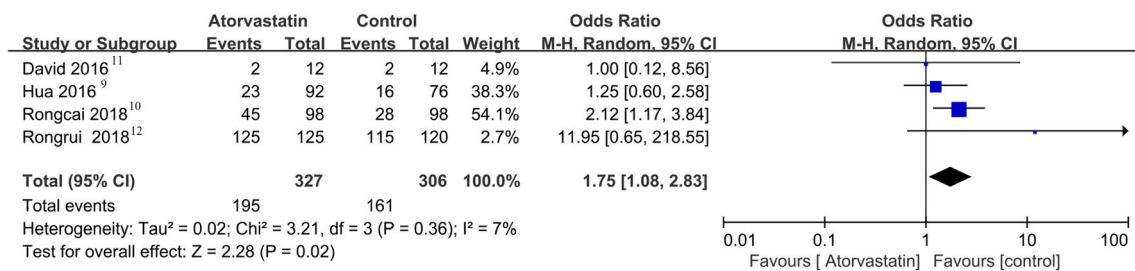 Atorvastatin Control Odds Ratio Odds Ratio
Study or Subgroup Events Total Events Total Weight M-H, Random, 95% CI M-H, Random, 95% CI
David 2016 11 2 12 2 12 4.9% 1.00 [0.12, 8.56]
Hua 2016 9 23 92 16 76 38.3% 1.25 [0.60, 2.58]
Rongcai 2018 10 45 98 28 98 54.1% 2.12 [1.17, 3.84]
Rongrui 2018 12 125 125 115 120 2.7% 11.95 [0.65, 218.55]
Total (95% CI) 327 306 100.0% 1.75 [1.08, 2.83]
Total events 195 161
Heterogeneity: Tau² = 0.02; Chi² = 3.21, df = 3 (P = 0.36); I² = 7%
Test for overall effect: Z = 2.28 (P = 0.02)
0.01 0.1 1 10 100
Favours [ Atorvastatin] Favours [control]